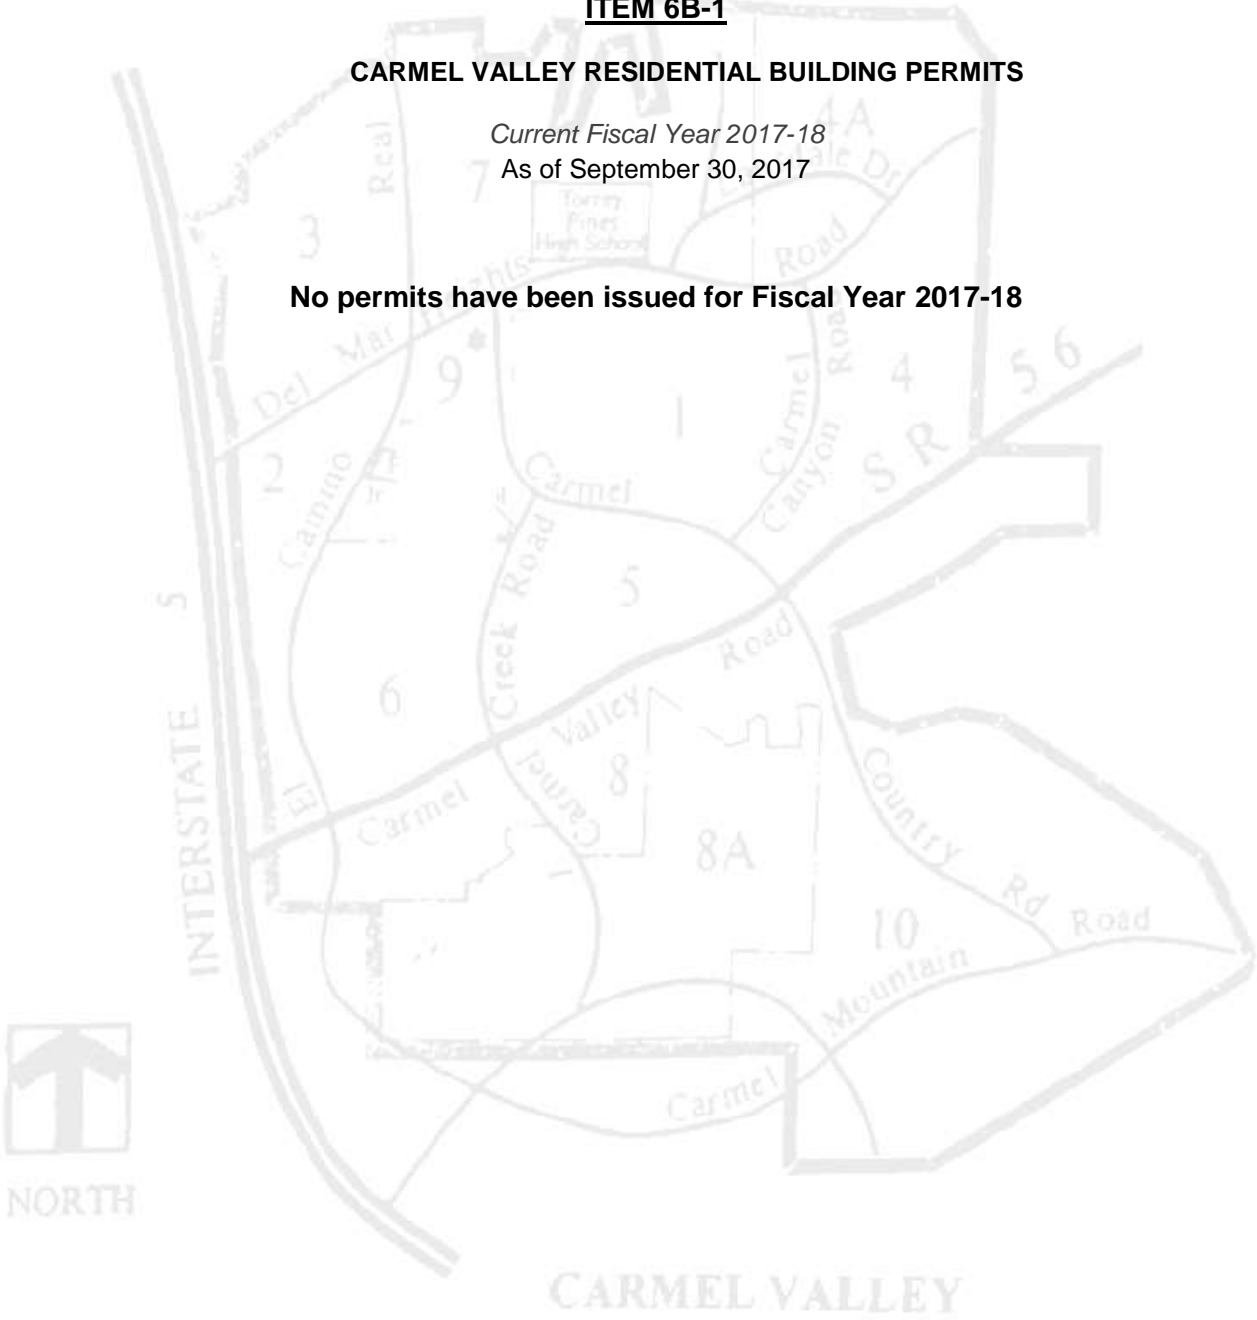 ITEM 6B-1
CARMEL VALLEY RESIDENTIAL BUILDING PERMITS
Current Fiscal Year 2017-18
As of September 30, 2017
No permits have been issued for Fiscal Year 2017-18
4A
Real
7
Dr
Torrey
Pines
High School
3
Road
Del Mar Heights
9
Carmel
Canyon
Road
4
SR 56
1
2
Camino
Carmel
5
5
Creek Road
Road
6
Valley
8
Carmel
El
Carmel
INTERSTATE
8A
Country
Rd
Road
10
Mountain
Carmel
NORTH
CARMEL VALLEY